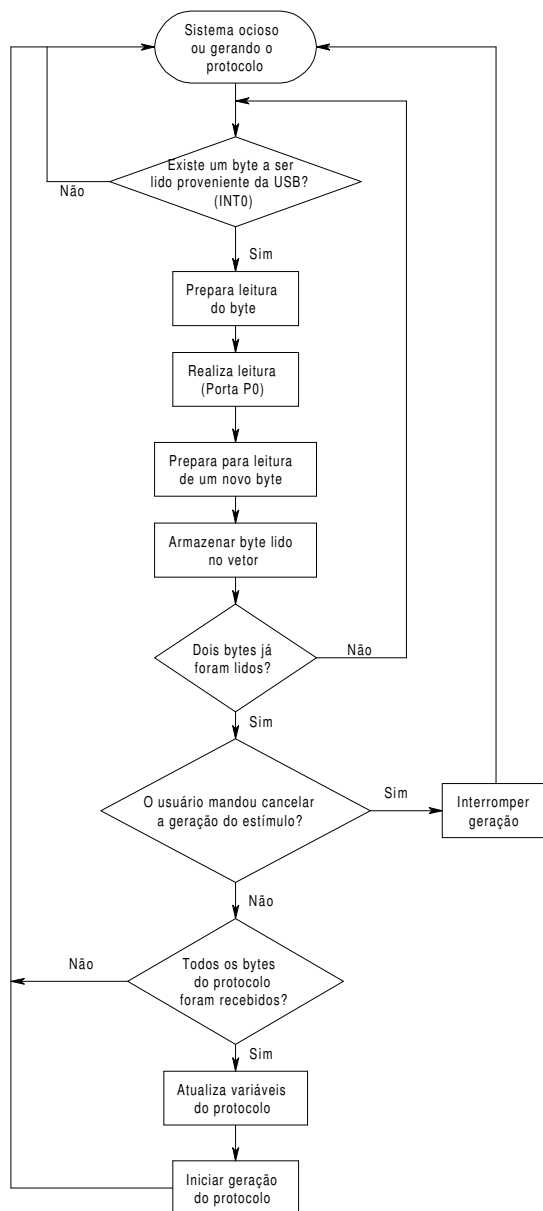 Sistema ocioso
ou gerando o
protocolo
Existe um byte a ser
lido proveniente da USB?
(INT0)
Não
Sim
Prepara leitura
do byte
Realiza leitura
(Porta P0)
Prepara para leitura
de um novo byte
Armazenar byte lido
no vetor
Dois bytes já
foram lidos?
Não
Sim
O usuário mandou cancelar
a geração do estímulo?
Sim
Interromper
geração
Não
Todos os bytes
do protocolo
foram recebidos?
Não
Sim
Atualiza variáveis
do protocolo
Iniciar geração
do protocolo